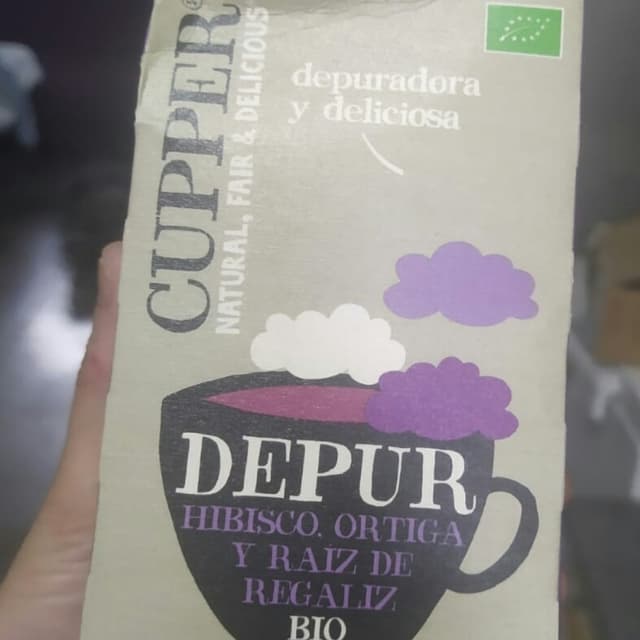 CUPPER®
NATURAL, FAIR & DELICIOUS
depuradora
y deliciosa
DEPUR
HIBISCO, ORTIGA
Y RAIZ DE
REGALIZ
BIO